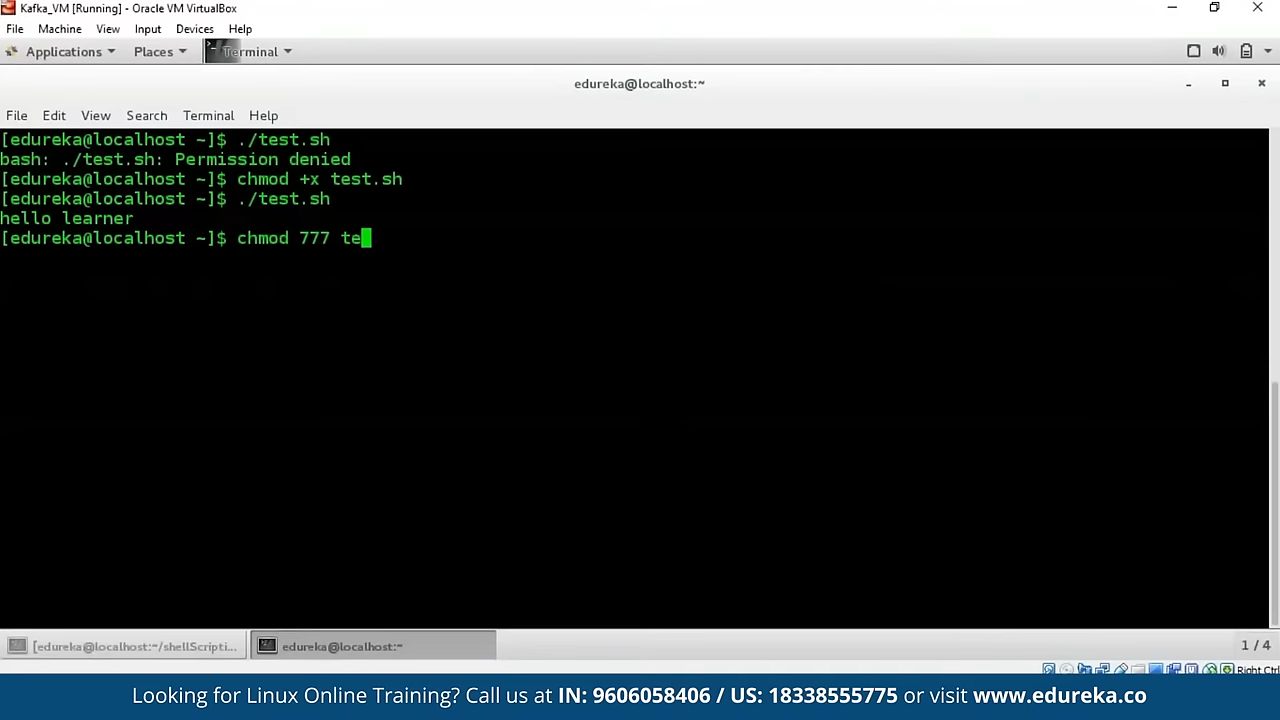 Kafka_VM [Running] - Oracle VM VirtualBox
File Machine View Input Devices Help
Applications Places Terminal
edureka@localhost:~
File Edit View Search Terminal Help
[edureka@localhost ~]$ ./test.sh
bash: ./test.sh: Permission denied
[edureka@localhost ~]$ chmod +x test.sh
[edureka@localhost ~]$ ./test.sh
hello learner
[edureka@localhost ~]$ chmod 777 te
[edureka@localhost:~/shellScripti... edureka@localhost:~ 1 / 4
Right Ctrl
Looking for Linux Online Training? Call us at IN: 9606058406 / US: 18338555775 or visit www.edureka.co